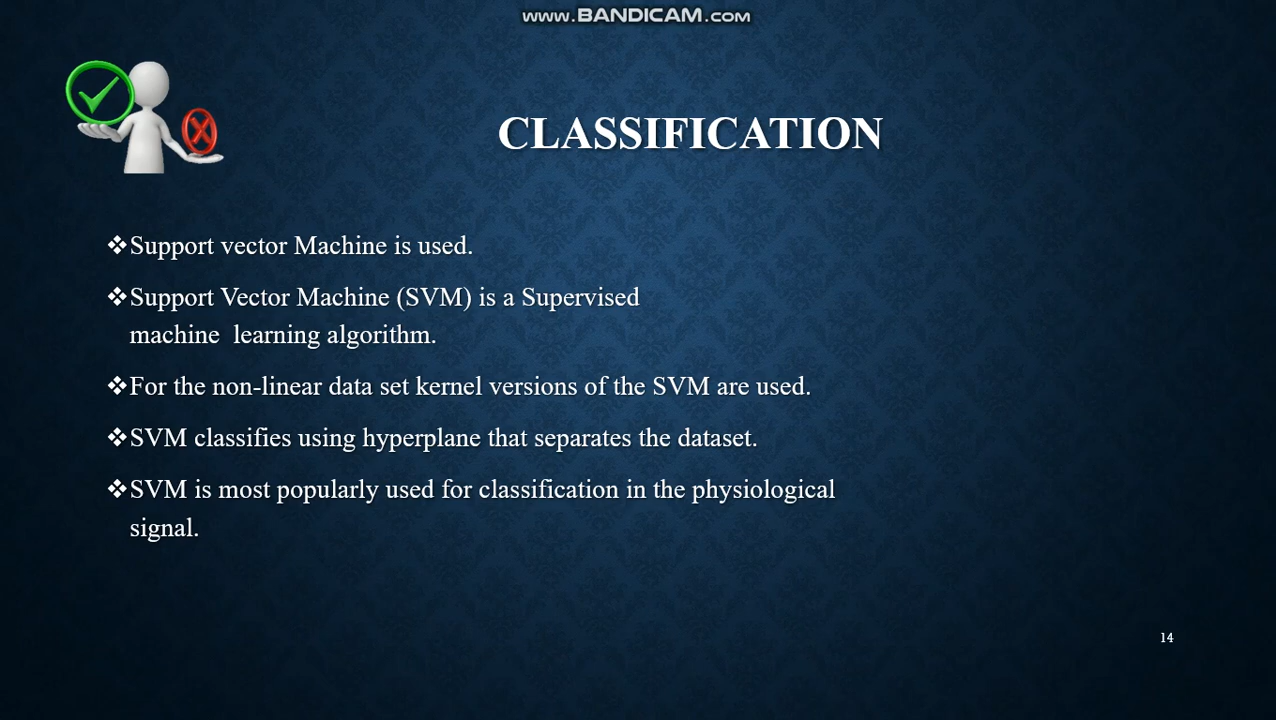 www.BANDICAM.com
CLASSIFICATION
❖Support vector Machine is used.
❖Support Vector Machine (SVM) is a Supervised
machine  learning algorithm.
❖For the non-linear data set kernel versions of the SVM are used.
❖SVM classifies using hyperplane that separates the dataset.
❖SVM is most popularly used for classification in the physiological
signal.
14